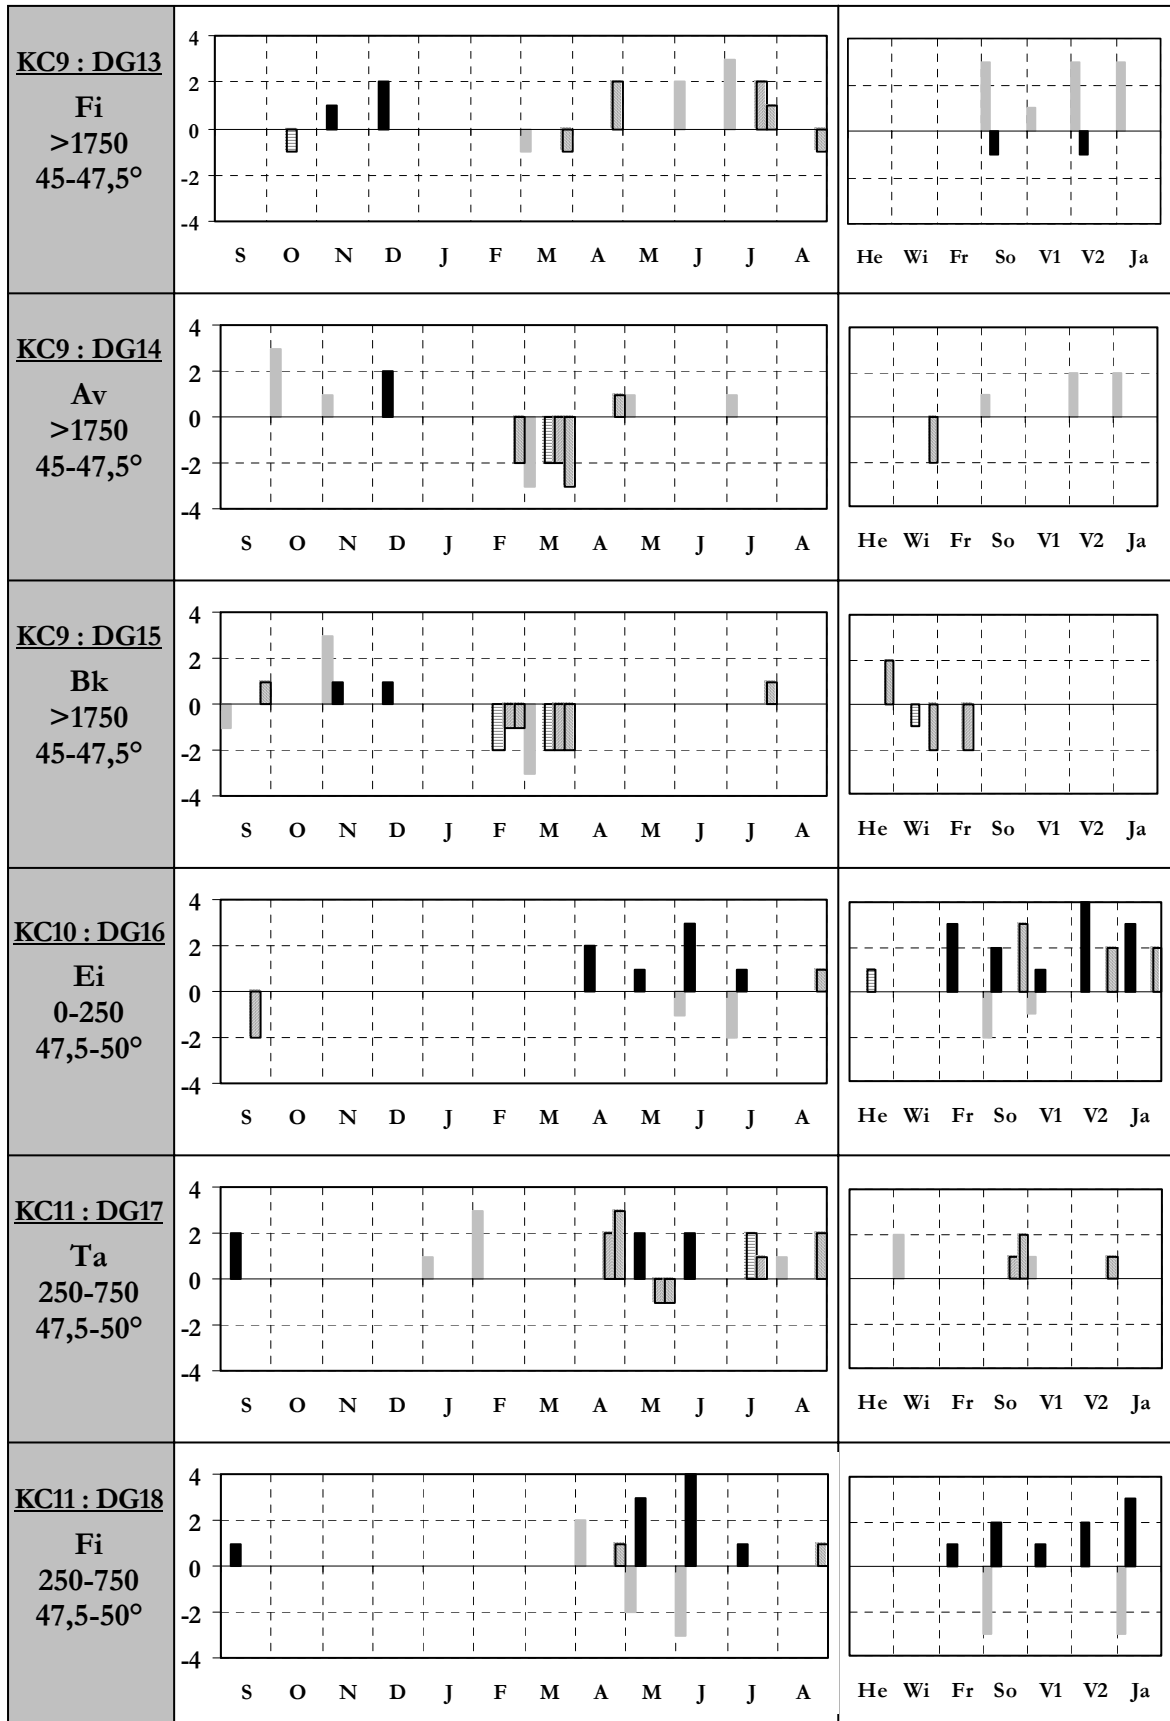 KC9 : DG13
Fi
>1750
45-47,5°
4
2
0
-2
-4
S O N D J F M A M J J A
He Wi Fr So V1 V2 Ja
KC9 : DG14
Av
>1750
45-47,5°
4
2
0
-2
-4
S O N D J F M A M J J A
He Wi Fr So V1 V2 Ja
KC9 : DG15
Bk
>1750
45-47,5°
4
2
0
-2
-4
S O N D J F M A M J J A
He Wi Fr So V1 V2 Ja
KC10 : DG16
Ei
0-250
47,5-50°
4
2
0
-2
-4
S O N D J F M A M J J A
He Wi Fr So V1 V2 Ja
KC11 : DG17
Ta
250-750
47,5-50°
4
2
0
-2
-4
S O N D J F M A M J J A
He Wi Fr So V1 V2 Ja
KC11 : DG18
Fi
250-750
47,5-50°
4
2
0
-2
-4
S O N D J F M A M J J A
He Wi Fr So V1 V2 Ja